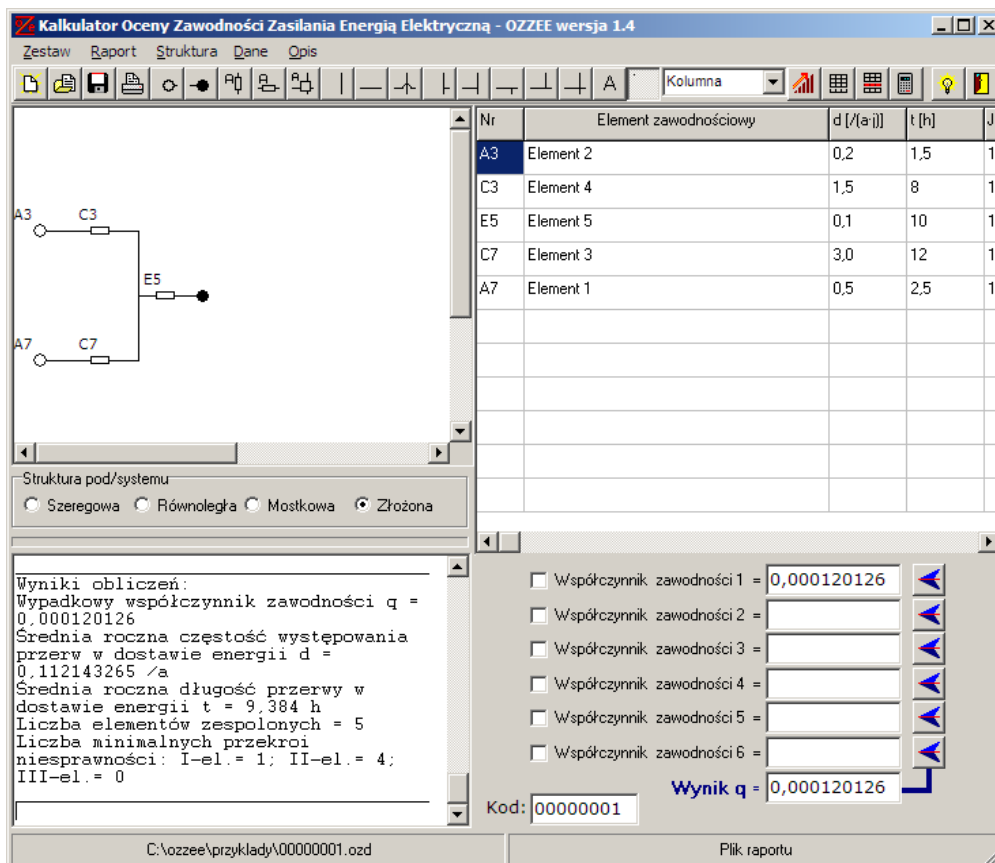 Kalkulator Oceny Zawodności Zasilania Energią Elektryczną - OZZEE wersja 1.4
Zestaw Raport Struktura Dane Opis
A Kolumna
A3 C3
E5
A7 C7
Nr Element zawodnościowy d [/(a·j)] t [h] J
A3 Element 2 0,2 1,5 1
C3 Element 4 1,5 8 1
E5 Element 5 0,1 10 1
C7 Element 3 3,0 12 1
A7 Element 1 0,5 2,5 1
Struktura pod/systemu
Szeregowa Równoległa Mostkowa Złożona
Wyniki obliczeń:
Wypadkowy współczynnik zawodności q =
0,000120126
Średnia roczna częstość występowania
przerw w dostawie energii d =
0,112143265 /a
Średnia roczna długość przerwy w
dostawie energii t = 9,384 h
Liczba elementów zespolonych = 5
Liczba minimalnych przekroi
niesprawności: I-el.= 1; II-el.= 4;
III-el.= 0
Współczynnik zawodności 1 = 0,000120126
Współczynnik zawodności 2 =
Współczynnik zawodności 3 =
Współczynnik zawodności 4 =
Współczynnik zawodności 5 =
Współczynnik zawodności 6 =
Wynik q = 0,000120126
Kod: 00000001
C:\ozzee\przyklady\00000001.ozd Plik raportu